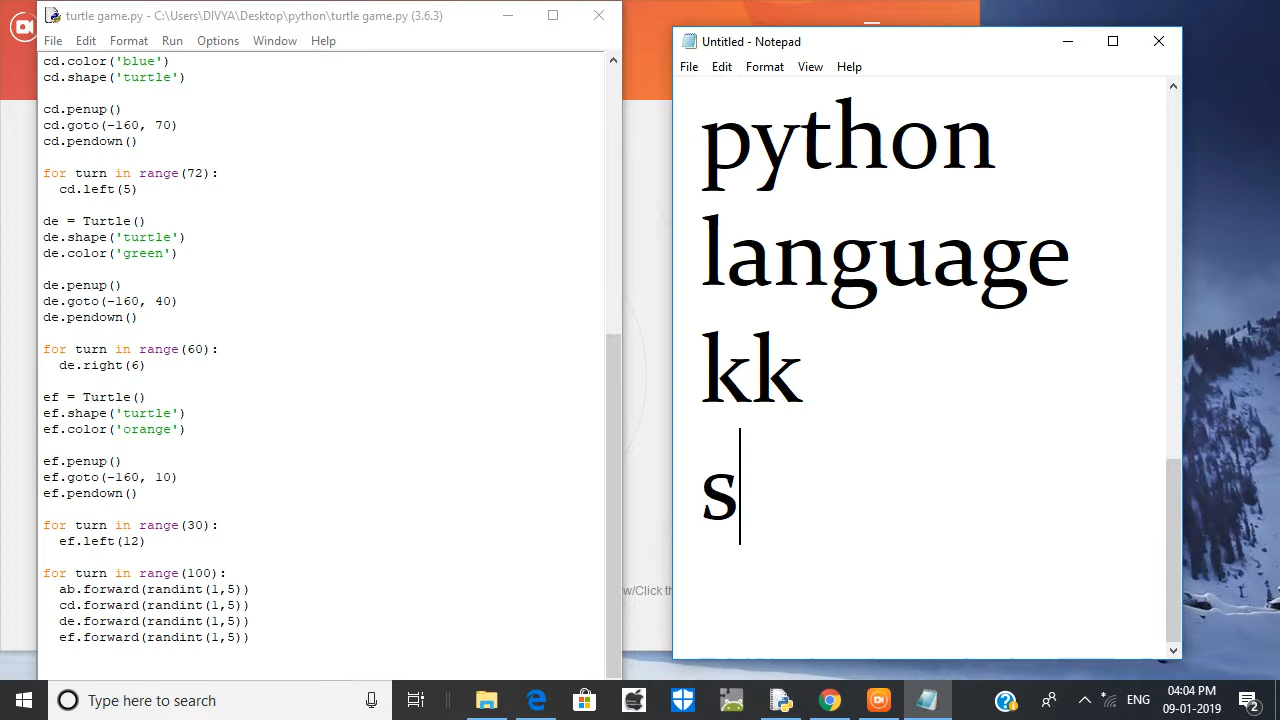 turtle game.py - C:\Users\DIVYA\Desktop\python\turtle game.py (3.6.3)
File Edit Format Run Options Window Help
cd.color('blue')
cd.shape('turtle')
cd.penup()
cd.goto(-160, 70)
cd.pendown()
for turn in range(72):
  cd.left(5)
de = Turtle()
de.shape('turtle')
de.color('green')
de.penup()
de.goto(-160, 40)
de.pendown()
for turn in range(60):
  de.right(6)
ef = Turtle()
ef.shape('turtle')
ef.color('orange')
ef.penup()
ef.goto(-160, 10)
ef.pendown()
for turn in range(30):
  ef.left(12)
for turn in range(100):
  ab.forward(randint(1,5))
  cd.forward(randint(1,5))
  de.forward(randint(1,5))
  ef.forward(randint(1,5))
w/Click th
Untitled - Notepad
File Edit Format View Help
python
language
kk
s
Type here to search
ENG
04:04 PM
09-01-2019
2